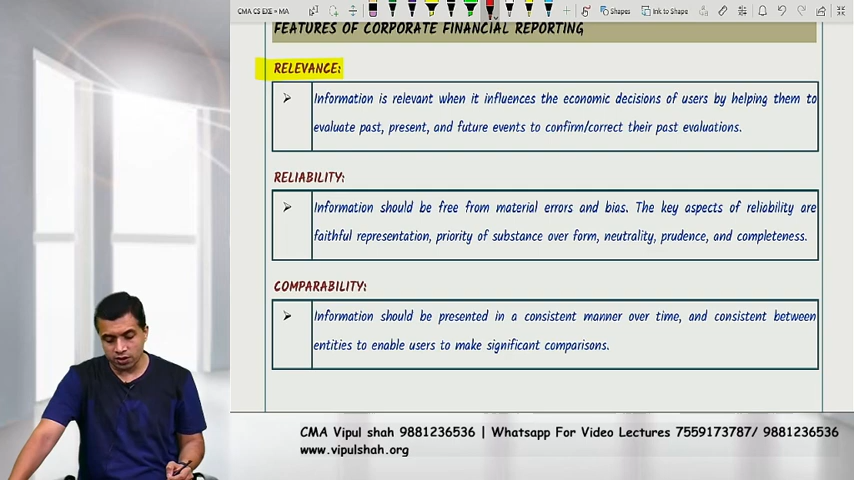 CMA CS EXE - MA
Shapes
Ink to Shape
FEATURES OF CORPORATE FINANCIAL REPORTING
RELEVANCE:
Information is relevant when it influences the economic decisions of users by helping them to
evaluate past, present, and future events to confirm/correct their past evaluations.
RELIABILITY:
Information should be free from material errors and bias. The key aspects of reliability are
faithful representation, priority of substance over form, neutrality, prudence, and completeness.
COMPARABILITY:
Information should be presented in a consistent manner over time, and consistent between
entities to enable users to make significant comparisons.
CMA Vipul shah 9881236536 | Whatsapp For Video Lectures 7559173787/ 9881236536
www.vipulshah.org